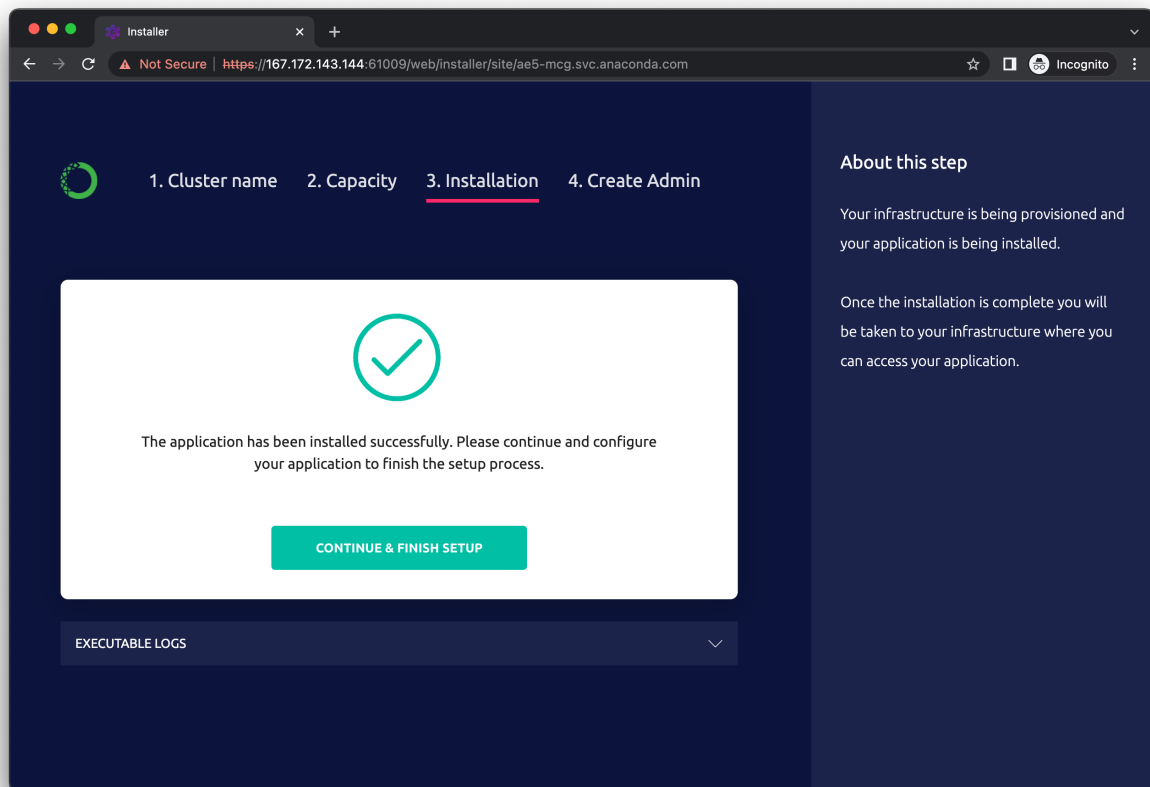 Installer
Not Secure https://167.172.143.144:61009/web/installer/site/ae5-mcg.svc.anaconda.com
Incognito
1. Cluster name 2. Capacity 3. Installation 4. Create Admin
The application has been installed successfully. Please continue and configure
your application to finish the setup process.
CONTINUE & FINISH SETUP
EXECUTABLE LOGS
About this step
Your infrastructure is being provisioned and
your application is being installed.
Once the installation is complete you will
be taken to your infrastructure where you
can access your application.